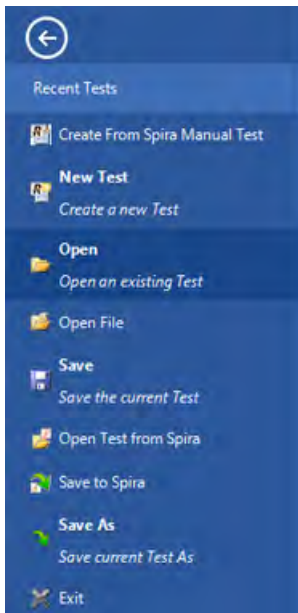 Recent Tests
Create From Spira Manual Test
New Test
Create a new Test
Open
Open an existing Test
Open File
Save
Save the current Test
Open Test from Spira
Save to Spira
Save As
Save current Test As
Exit